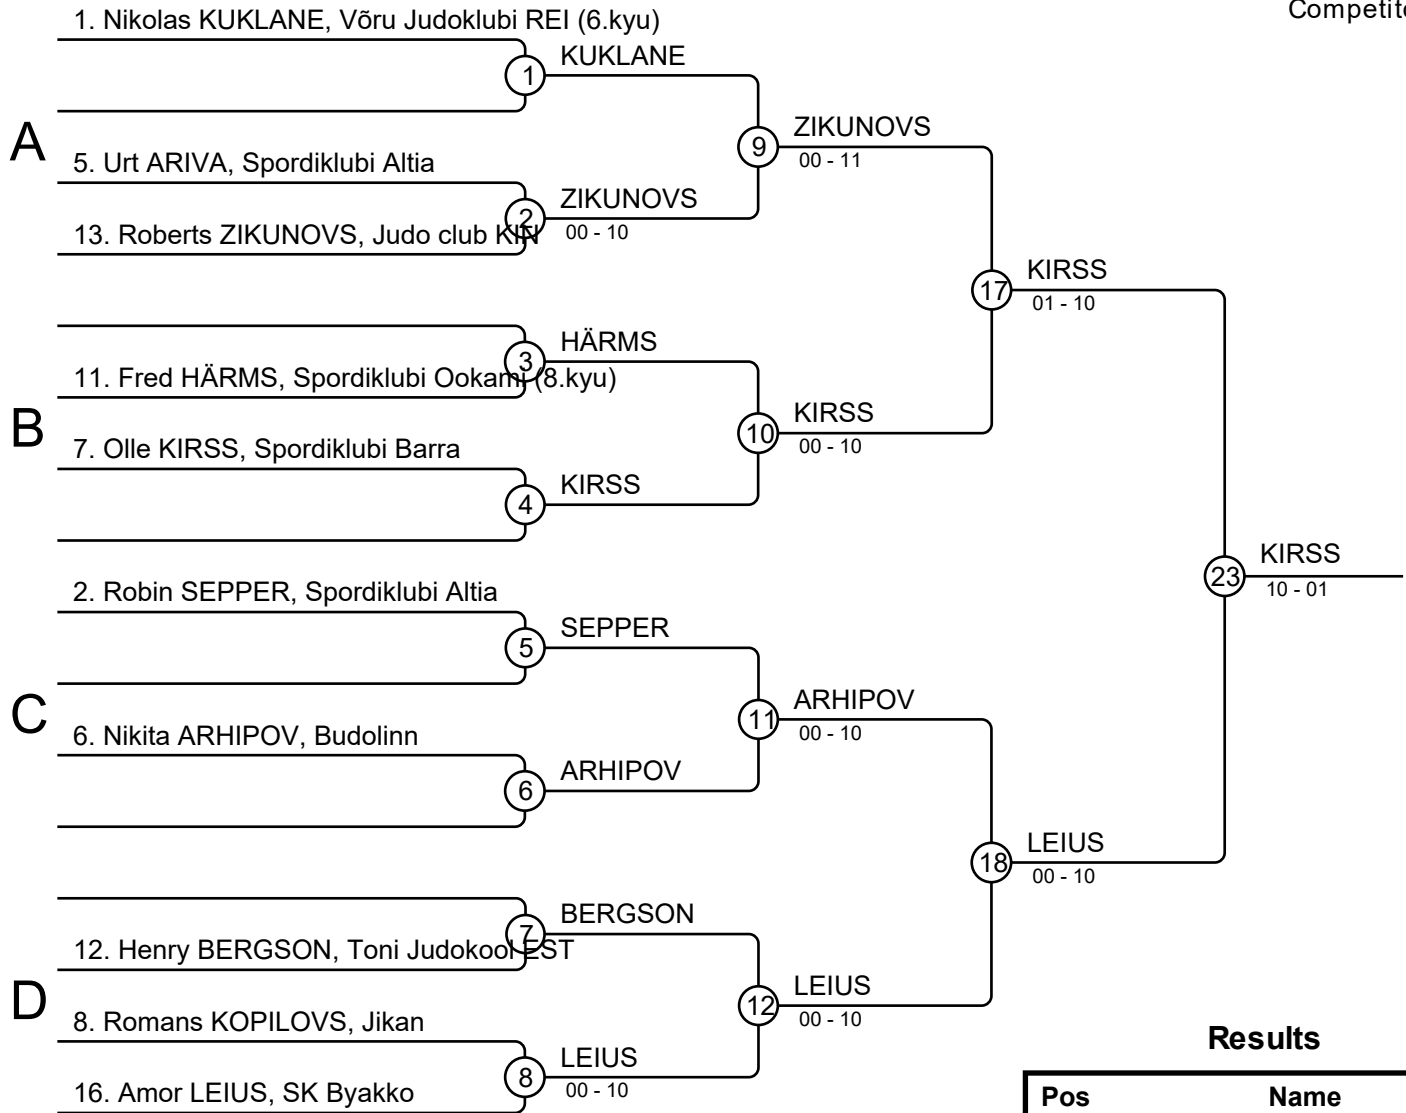 Competito
1. Nikolas KUKLANE, Võru Judoklubi REI (6.kyu)
KUKLANE
1
A
ZIKUNOVS
9
00 - 11
5. Urt ARIVA, Spordiklubi Altia
ZIKUNOVS
2
00 - 10
13. Roberts ZIKUNOVS, Judo club KIN
KIRSS
17
01 - 10
HÄRMS
3
11. Fred HÄRMS, Spordiklubi Ookami (8.kyu)
B
KIRSS
10
00 - 10
7. Olle KIRSS, Spordiklubi Barra
KIRSS
4
KIRSS
23
10 - 01
2. Robin SEPPER, Spordiklubi Altia
SEPPER
5
C
ARHIPOV
11
00 - 10
6. Nikita ARHIPOV, Budolinn
ARHIPOV
6
LEIUS
18
00 - 10
BERGSON
7
12. Henry BERGSON, Toni Judokool EST
D
LEIUS
12
00 - 10
8. Romans KOPILOVS, Jikan
LEIUS
8
00 - 10
16. Amor LEIUS, SK Byakko
Results
Pos Name